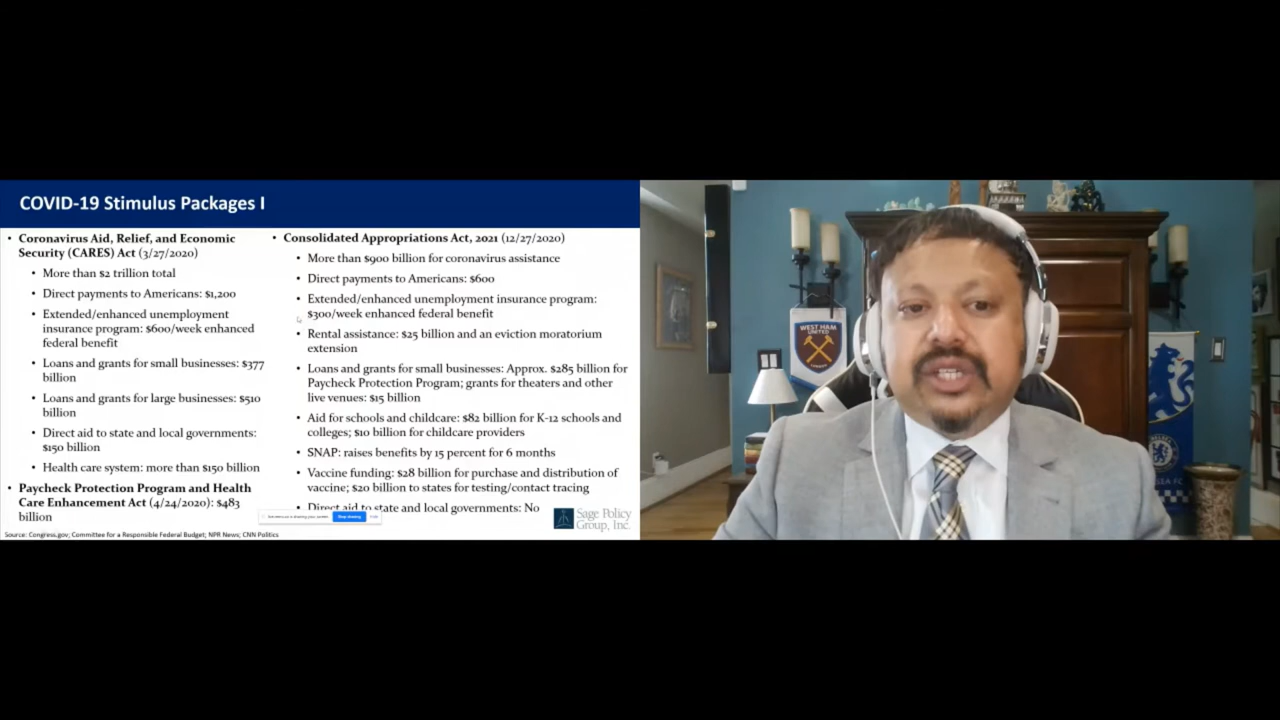 COVID-19 Stimulus Packages I
• Coronavirus Aid, Relief, and Economic
Security (CARES) Act (3/27/2020)
• More than $2 trillion total
• Direct payments to Americans: $1,200
• Extended/enhanced unemployment
insurance program: $600/week enhanced
federal benefit
• Loans and grants for small businesses: $377
billion
• Loans and grants for large businesses: $510
billion
• Direct aid to state and local governments:
$150 billion
• Health care system: more than $150 billion
• Paycheck Protection Program and Health
Care Enhancement Act (4/24/2020): $483
billion
• Consolidated Appropriations Act, 2021 (12/27/2020)
• More than $900 billion for coronavirus assistance
• Direct payments to Americans: $600
• Extended/enhanced unemployment insurance program:
$300/week enhanced federal benefit
• Rental assistance: $25 billion and an eviction moratorium
extension
• Loans and grants for small businesses: Approx. $285 billion for
Paycheck Protection Program; grants for theaters and other
live venues: $15 billion
• Aid for schools and childcare: $82 billion for K-12 schools and
colleges; $10 billion for childcare providers
• SNAP: raises benefits by 15 percent for 6 months
• Vaccine funding: $28 billion for purchase and distribution of
vaccine; $20 billion to states for testing/contact tracing
• Direct aid to state and local governments: No
Stop sharing
Sage Policy
Group, Inc.
Source: Congress.gov; Committee for a Responsible Federal Budget; NPR News; CNN Politics
WEST HAM
UNITED
LONDON
CHELSEA
SEA FC